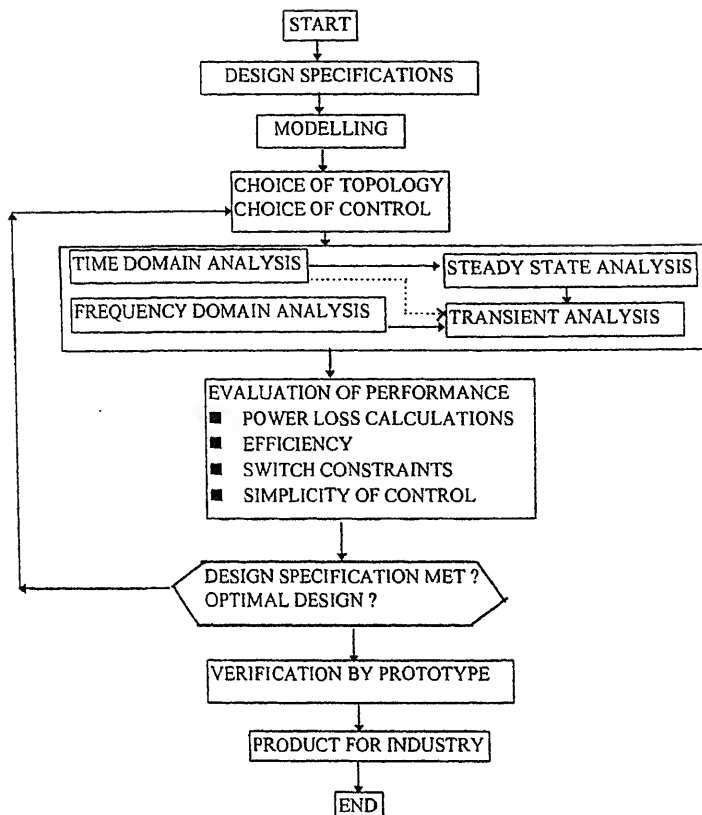 START
DESIGN SPECIFICATIONS
MODELLING
CHOICE OF TOPOLOGY
CHOICE OF CONTROL
TIME DOMAIN ANALYSIS
STEADY STATE ANALYSIS
FREQUENCY DOMAIN ANALYSIS
TRANSIENT ANALYSIS
EVALUATION OF PERFORMANCE
■ POWER LOSS CALCULATIONS
■ EFFICIENCY
■ SWITCH CONSTRAINTS
■ SIMPLICITY OF CONTROL
DESIGN SPECIFICATION MET ?
OPTIMAL DESIGN ?
VERIFICATION BY PROTOTYPE
PRODUCT FOR INDUSTRY
END